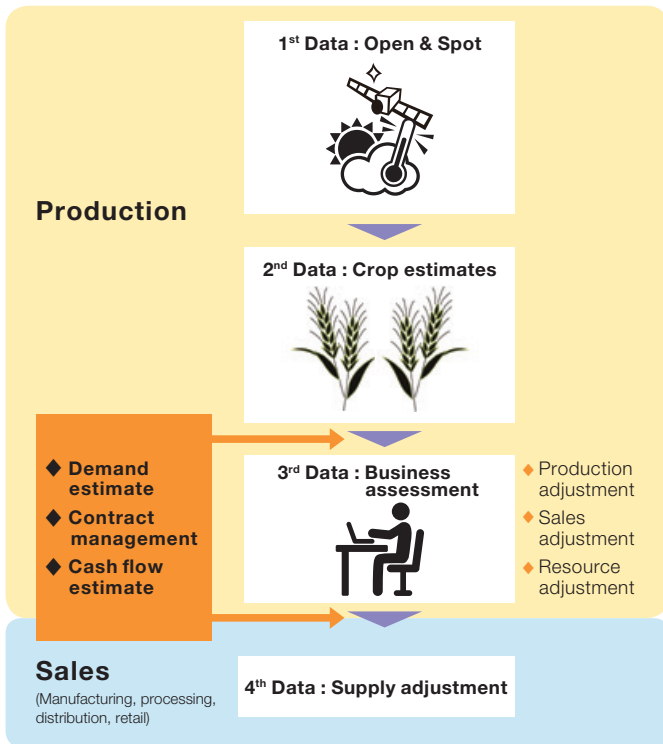 1st Data : Open & Spot
Production
2nd Data : Crop estimates
◆ Demand
estimate
◆ Contract
management
◆ Cash flow
estimate
3rd Data : Business
assessment
◆ Production
adjustment
◆ Sales
adjustment
◆ Resource
adjustment
Sales
(Manufacturing, processing,
distribution, retail)
4th Data : Supply adjustment